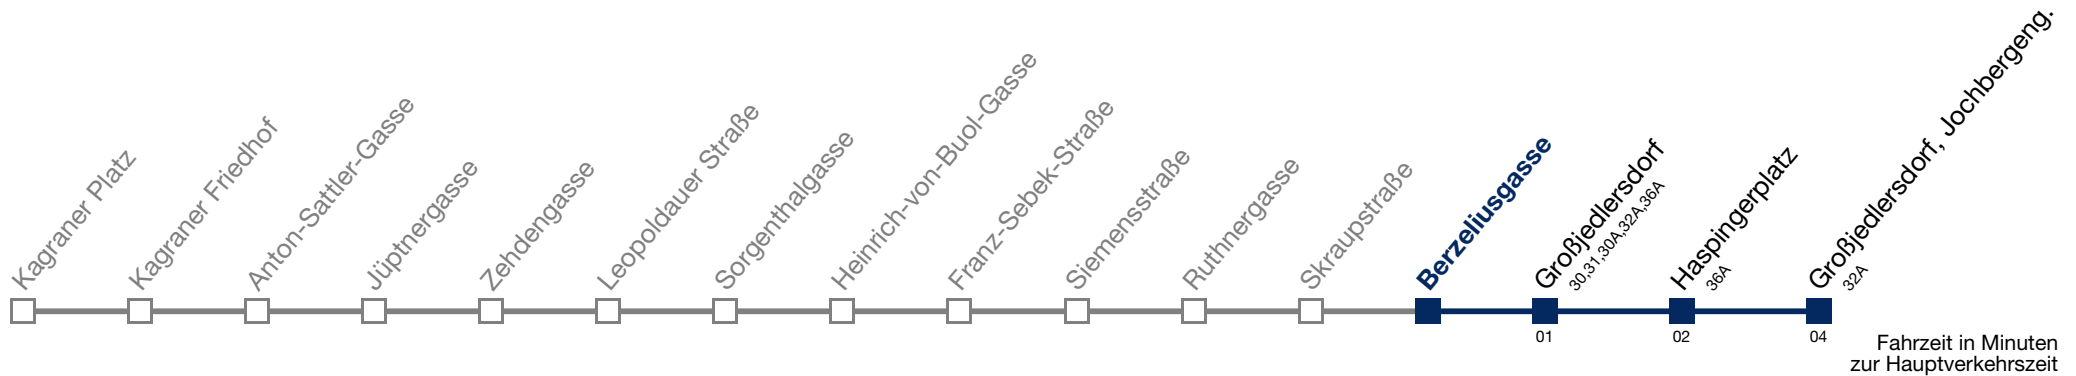 Kagraner Platz
Kagraner Friedhof
Anton-Sattler-Gasse
Jüptnergasse
Zehdengasse
Leopoldauer Straße
Sorgenthalgasse
Heinrich-von-Buol-Gasse
Franz-Sebek-Straße
Siemensstraße
Ruthnergasse
Skraupstraße
Berzeliusgasse
Großjedlersdorf
30,31,30A,32A,36A
Haspingerplatz
36A
Großjedlersdorf, Jochbergeng.
32A
01
02
04
Fahrzeit in Minuten
zur Hauptverkehrszeit